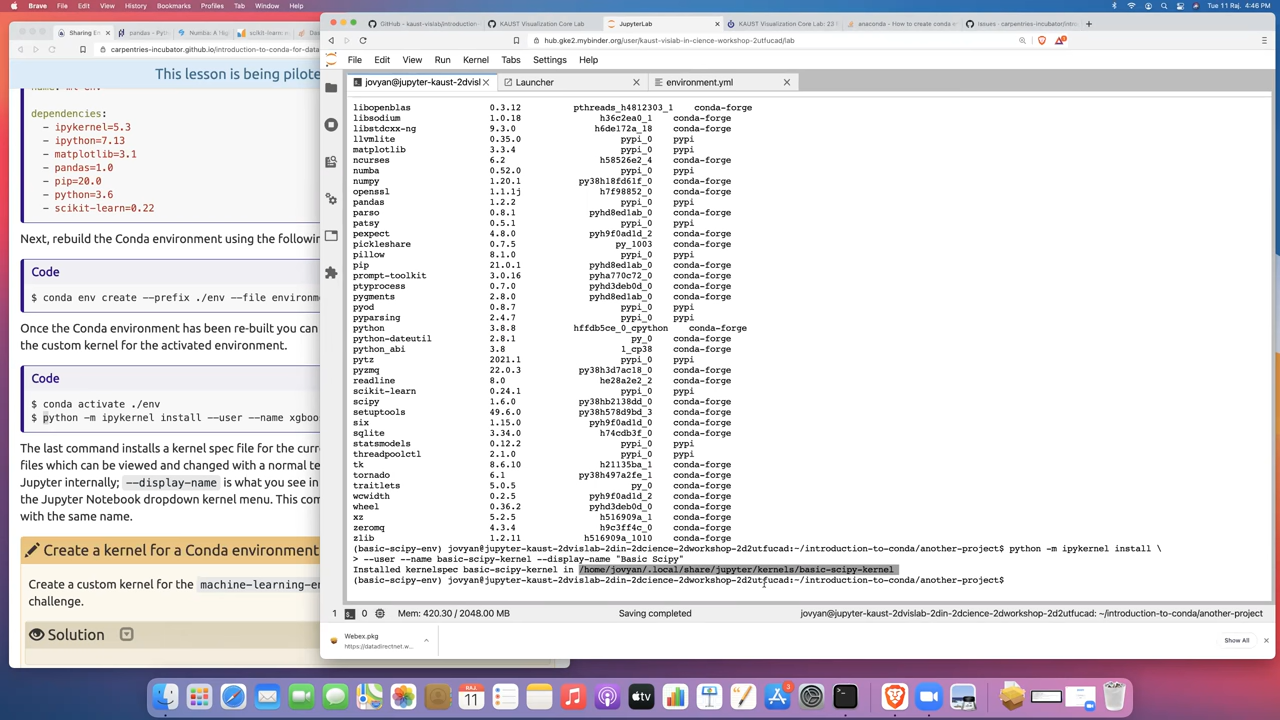 Brave File Edit View History Bookmarks Profiles Tab Window Help
Thu 11 Raj. 4:46 PM
Sharing En
pandas - Pyt
Numba: A Hig
scikit-learn:
Das
carpentries-incubator.github.io/introduction-to-conda-for-data
This lesson is being pilote
dependencies:
- ipykernel=5.3
- ipython=7.13
- matplotlib=3.1
- pandas=1.0
- pip=20.0
- python=3.6
- scikit-learn=0.22
Next, rebuild the Conda environment using the followin
Code
$ conda env create --prefix ./env --file environm
Once the Conda environment has been re-built you can
the custom kernel for the activated environment.
Code
$ conda activate ./env
$ python -m ipykernel install --user --name xgboo
The last command installs a kernel spec file for the curre
files which can be viewed and changed with a normal te
Jupyter internally; --display-name is what you see in
the Jupyter Notebook dropdown kernel menu. This com
with the same name.
Create a kernel for a Conda environment
Create a custom kernel for the machine-learning-en
challenge.
Solution
GitHub - kaust-vislab/introduction-
KAUST Visualization Core Lab
JupyterLab
KAUST Visualization Core Lab: 23
anaconda - How to create conda e
Issues · carpentries-incubator/intro
hub.gke2.mybinder.org/user/kaust-vislab-in-cience-workshop-2utfucad/lab
File Edit View Run Kernel Tabs Settings Help
jovyan@jupyter-kaust-2dvisl
Launcher
environment.yml
libopenblas 0.3.12 pthreads_h4812303_1 conda-forge
libsodium 1.0.18 h36c2ea0_1 conda-forge
libstdcxx-ng 9.3.0 h6de172a_18 conda-forge
llvmlite 0.35.0 pypi_0 pypi
matplotlib 3.3.4 pypi_0 pypi
ncurses 6.2 h58526e2_4 conda-forge
numba 0.52.0 pypi_0 pypi
numpy 1.20.1 py38h18fd61f_0 conda-forge
openssl 1.1.1j h7f98852_0 conda-forge
pandas 1.2.2 pypi_0 pypi
parso 0.8.1 pyhd8ed1ab_0 conda-forge
patsy 0.5.1 pypi_0 pypi
pexpect 4.8.0 pyh9f0ad1d_2 conda-forge
pickleshare 0.7.5 py_1003 conda-forge
pillow 8.1.0 pypi_0 pypi
pip 21.0.1 pyhd8ed1ab_0 conda-forge
prompt-toolkit 3.0.16 pyha770c72_0 conda-forge
ptyprocess 0.7.0 pyhd3deb0d_0 conda-forge
pygments 2.8.0 pyhd8ed1ab_0 conda-forge
pyod 0.8.7 pypi_0 pypi
pyparsing 2.4.7 pypi_0 pypi
python 3.8.8 hffdb5ce_0_cpython conda-forge
python-dateutil 2.8.1 py_0 conda-forge
python_abi 3.8 1_cp38 conda-forge
pytz 2021.1 pypi_0 pypi
pyzmq 22.0.3 py38h3d7ac18_0 conda-forge
readline 8.0 he28a2e2_2 conda-forge
scikit-learn 0.24.1 pypi_0 pypi
scipy 1.6.0 py38hb2138dd_0 conda-forge
setuptools 49.6.0 py38h578d9bd_3 conda-forge
six 1.15.0 pyh9f0ad1d_0 conda-forge
sqlite 3.34.0 h74cdb3f_0 conda-forge
statsmodels 0.12.2 pypi_0 pypi
threadpoolctl 2.1.0 pypi_0 pypi
tk 8.6.10 h21135ba_1 conda-forge
tornado 6.1 py38h497a2fe_1 conda-forge
traitlets 5.0.5 py_0 conda-forge
wcwidth 0.2.5 pyh9f0ad1d_2 conda-forge
wheel 0.36.2 pyhd3deb0d_0 conda-forge
xz 5.2.5 h516909a_1 conda-forge
zeromq 4.3.4 h9c3ff4c_0 conda-forge
zlib 1.2.11 h516909a_1010 conda-forge
(basic-scipy-env) jovyan@jupyter-kaust-2dvislab-2din-2dcience-2dworkshop-2d2utfucad:~/introduction-to-conda/another-project$ python -m ipykernel install \
> --user --name basic-scipy-kernel --display-name "Basic Scipy"
Installed kernelspec basic-scipy-kernel in /home/jovyan/.local/share/jupyter/kernels/basic-scipy-kernel
(basic-scipy-env) jovyan@jupyter-kaust-2dvislab-2din-2dcience-2dworkshop-2d2utfucad:~/introduction-to-conda/another-project$
1 0 Mem: 420.30 / 2048.00 MB
Saving completed
jovyan@jupyter-kaust-2dvislab-2din-2dcience-2dworkshop-2d2utfucad: ~/introduction-to-conda/another-project
Webex.pkg
https://datadirectnet.w...
Show All
RAJ.
11
tv
3